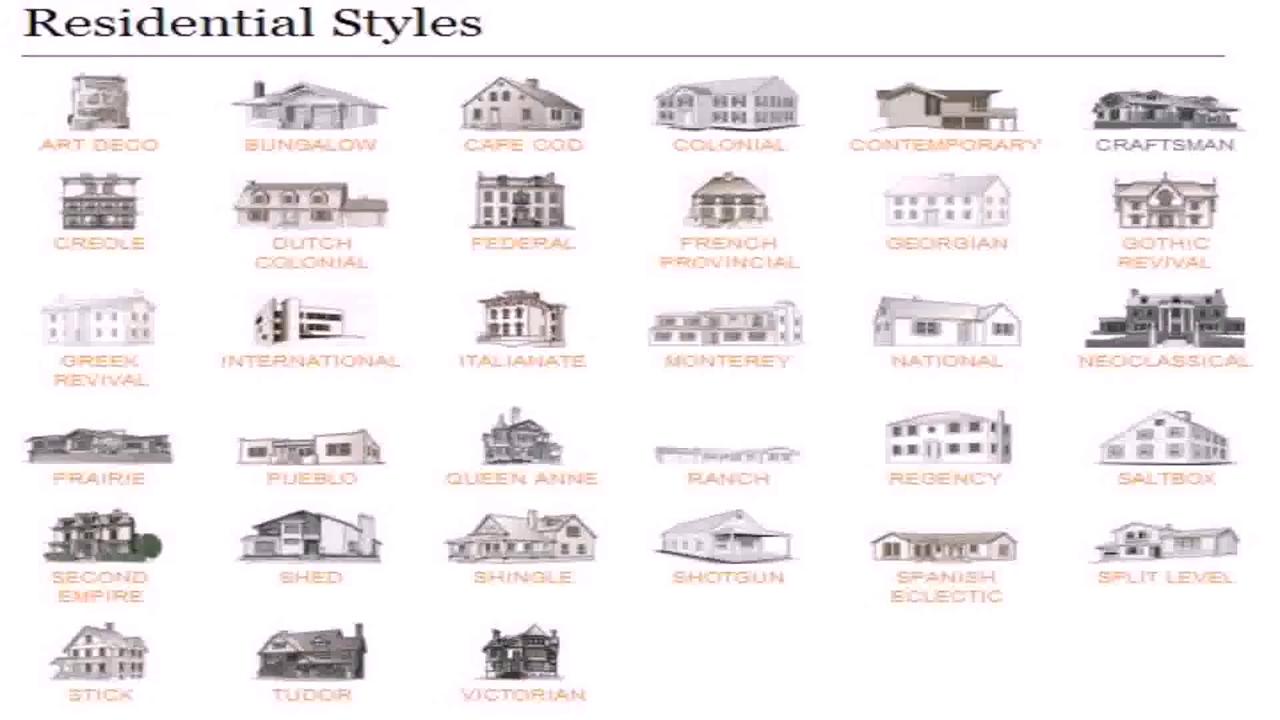 Residential Styles
ART DECO
BUNGALOW
CAPE COD
COLONIAL
CONTEMPORARY
CRAFTSMAN
CREOLE
DUTCH
COLONIAL
FEDERAL
FRENCH
PROVINCIAL
GEORGIAN
GOTHIC
REVIVAL
GREEK
REVIVAL
INTERNATIONAL
ITALIANATE
MONTEREY
NATIONAL
NEOCLASSICAL
PRAIRIE
PUEBLO
QUEEN ANNE
RANCH
REGENCY
SALTBOX
SECOND
EMPIRE
SHED
SHINGLE
SHOTGUN
SPANISH
ECLECTIC
SPLIT LEVEL
STICK
TUDOR
VICTORIAN